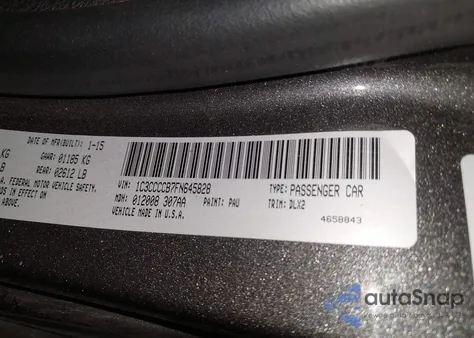 DATE OF MFR(BUILT): 1-15
KG GAWR: 01185 KG
LB REAR: 02612 LB
A. FEDERAL MOTOR VEHICLE SAFETY,
DS IN EFFECT ON
ABOVE.
VIN: 1C3CCCCB7FN645828 TYPE: PASSENGER CAR
MDH: 012008 307AA PAINT: PAU TRIM: DLX2
VEHICLE MADE IN U.S.A. 4658843
autoSnap